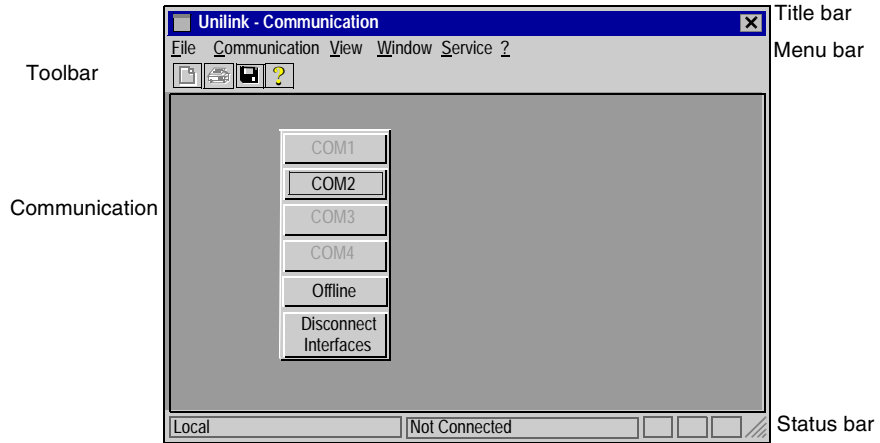 Unilink - Communication
Title bar
File Communication View Window Service ?
Menu bar
Toolbar
?
COM1
COM2
Communication
COM3
COM4
Offline
Disconnect
Interfaces
Local
Not Connected
Status bar